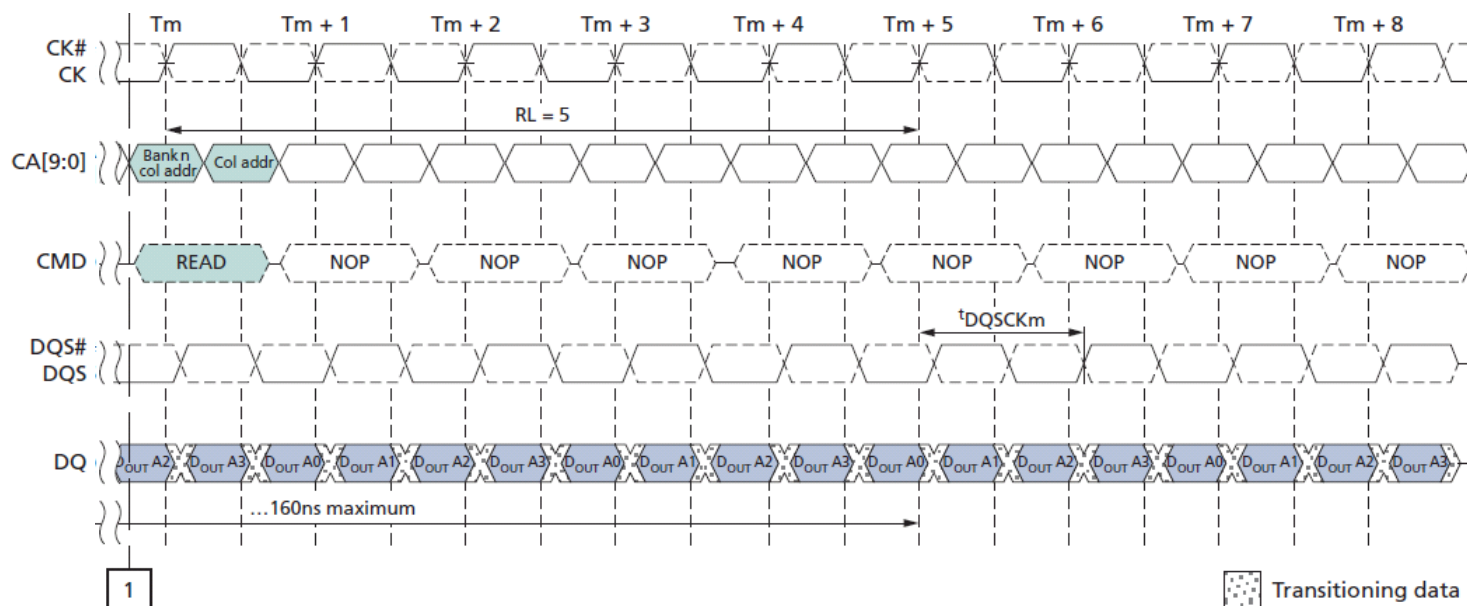 Tm Tm + 1 Tm + 2 Tm + 3 Tm + 4 Tm + 5 Tm + 6 Tm + 7 Tm + 8
CK#
CK
RL = 5
CA[9:0] Bank n col addr Col addr
CMD READ NOP NOP NOP NOP NOP NOP NOP NOP
tDQSCKm
DQS#
DQS
DQ DOUT A2 DOUT A3 DOUT A0 DOUT A1 DOUT A2 DOUT A3 DOUT A0 DOUT A1 DOUT A2 DOUT A3 DOUT A0 DOUT A1 DOUT A2 DOUT A3 DOUT A0 DOUT A1 DOUT A2 DOUT A3
...160ns maximum
1
Transitioning data